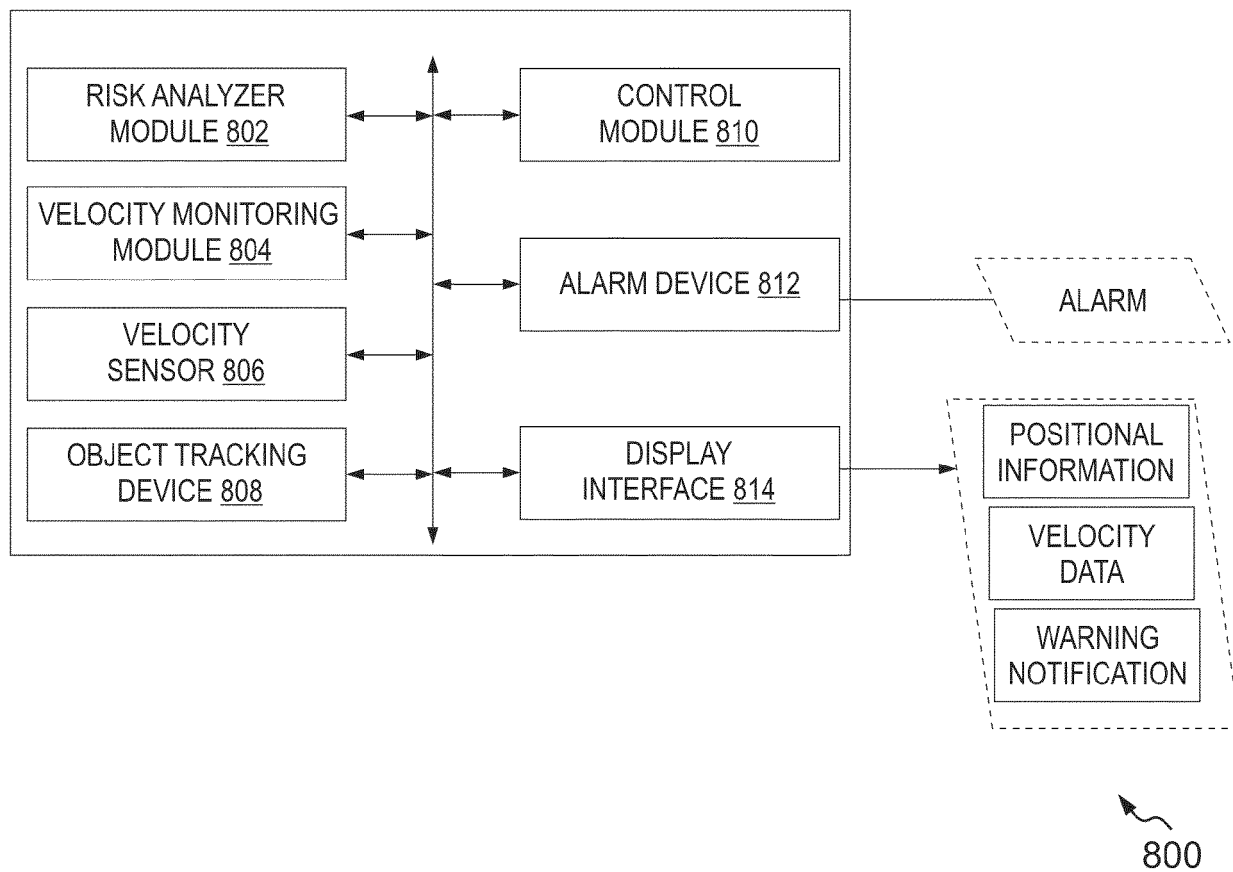 RISK ANALYZER
MODULE 802
VELOCITY MONITORING
MODULE 804
VELOCITY
SENSOR 806
OBJECT TRACKING
DEVICE 808
CONTROL
MODULE 810
ALARM DEVICE 812
DISPLAY
INTERFACE 814
ALARM
POSITIONAL
INFORMATION
VELOCITY
DATA
WARNING
NOTIFICATION
800